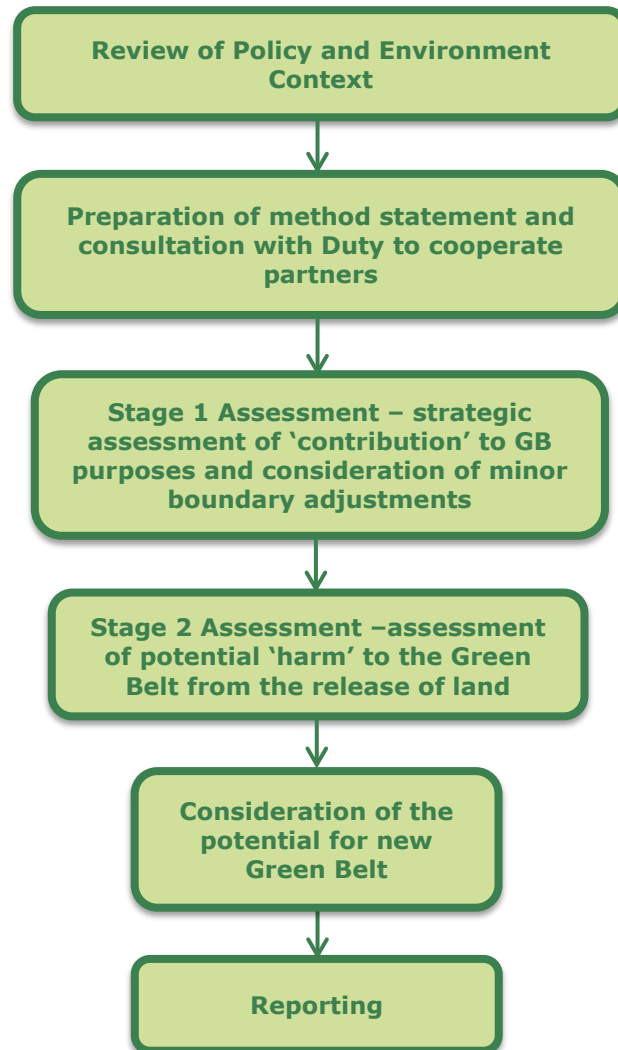 Review of Policy and Environment
Context
Preparation of method statement and
consultation with Duty to cooperate
partners
Stage 1 Assessment – strategic
assessment of ‘contribution’ to GB
purposes and consideration of minor
boundary adjustments
Stage 2 Assessment –assessment
of potential ‘harm’ to the Green
Belt from the release of land
Consideration of the
potential for new
Green Belt
Reporting